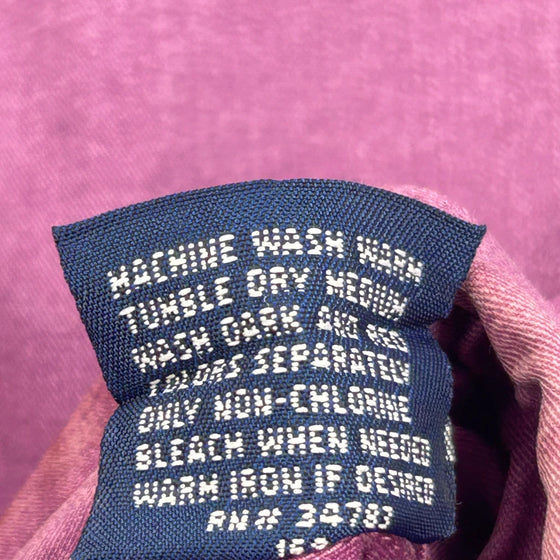 MACHINE WASH WARM
TUMBLE DRY MEDIUM
WASH DARK AND RED
COLORS SEPARATELY
ONLY NON-CHLORINE
BLEACH WHEN NEEDED
WARM IRON IF DESIRED
RN# 34783